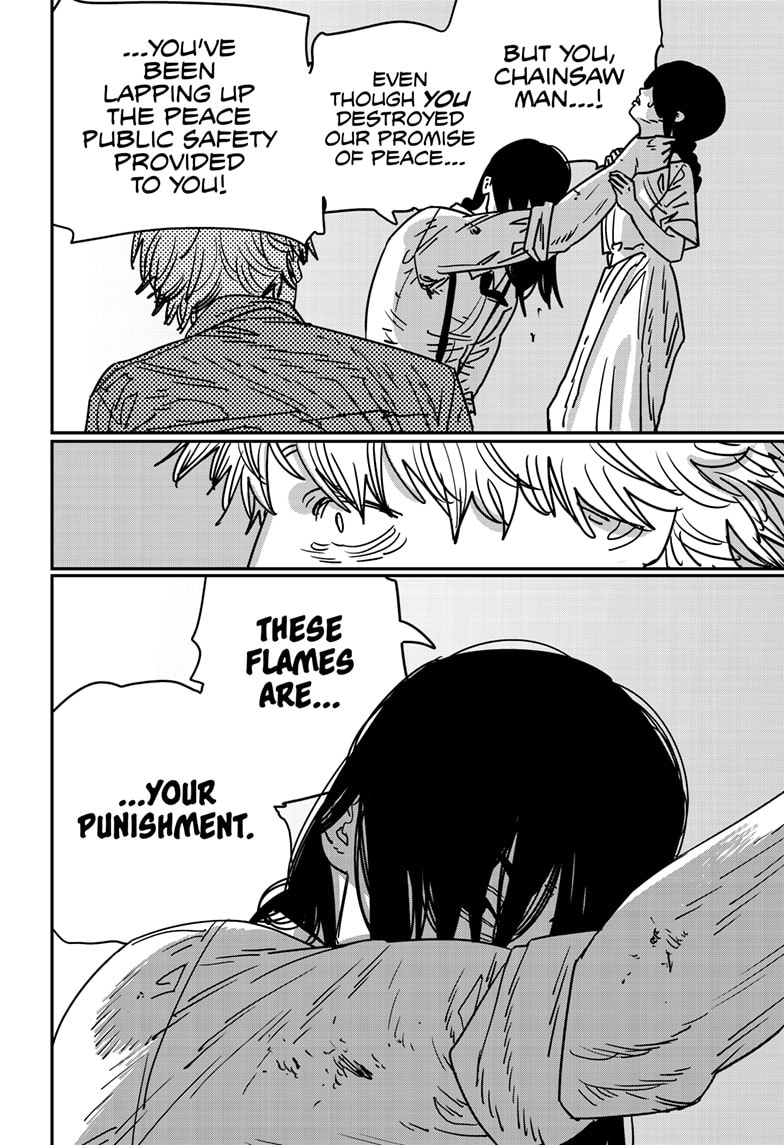 BUT YOU,
CHAINSAW
MAN...!
EVEN
THOUGH YOU
DESTROYED
OUR PROMISE
OF PEACE...
...YOU'VE
BEEN
LAPPING UP
THE PEACE
PUBLIC SAFETY
PROVIDED
TO YOU!
THESE
FLAMES
ARE...
...YOUR
PUNISHMENT.